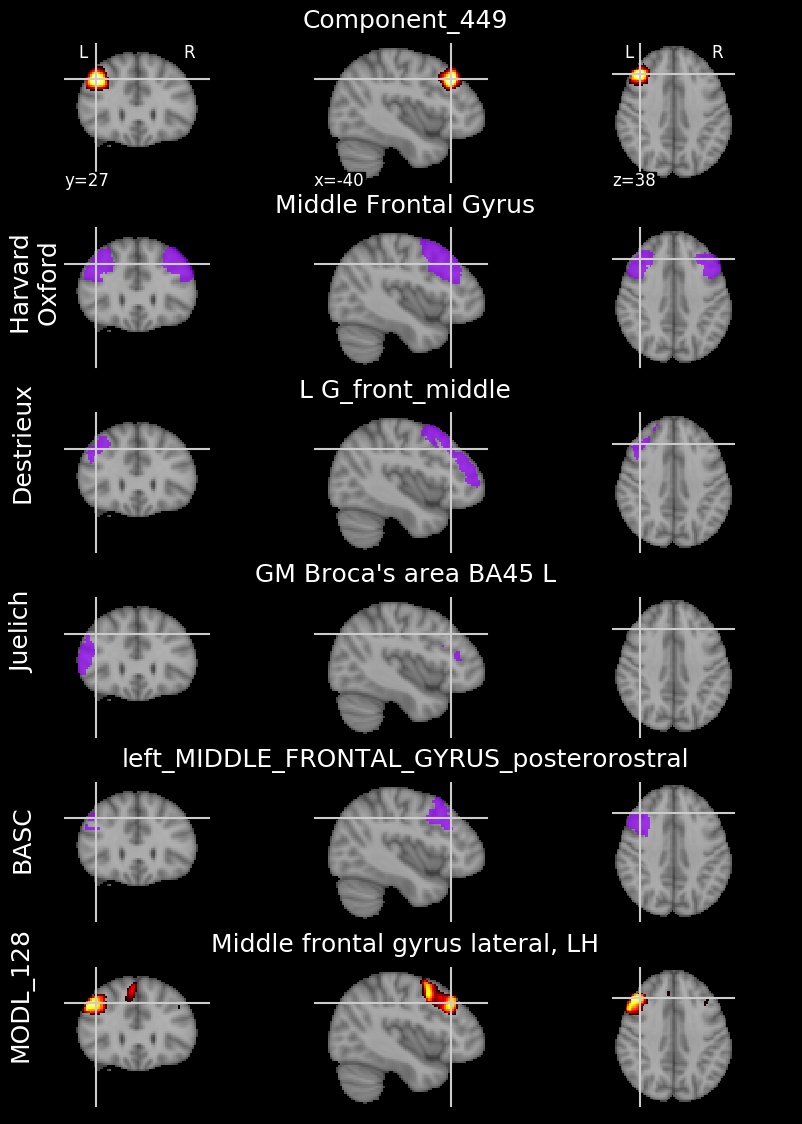 Component_449
L R
L R
y=27
x=-40
z=38
Middle Frontal Gyrus
Harvard
Oxford
L G_front_middle
Destrieux
GM Broca's area BA45 L
Juelich
left_MIDDLE_FRONTAL_GYRUS_posterorostral
BASC
Middle frontal gyrus lateral, LH
MODL_128